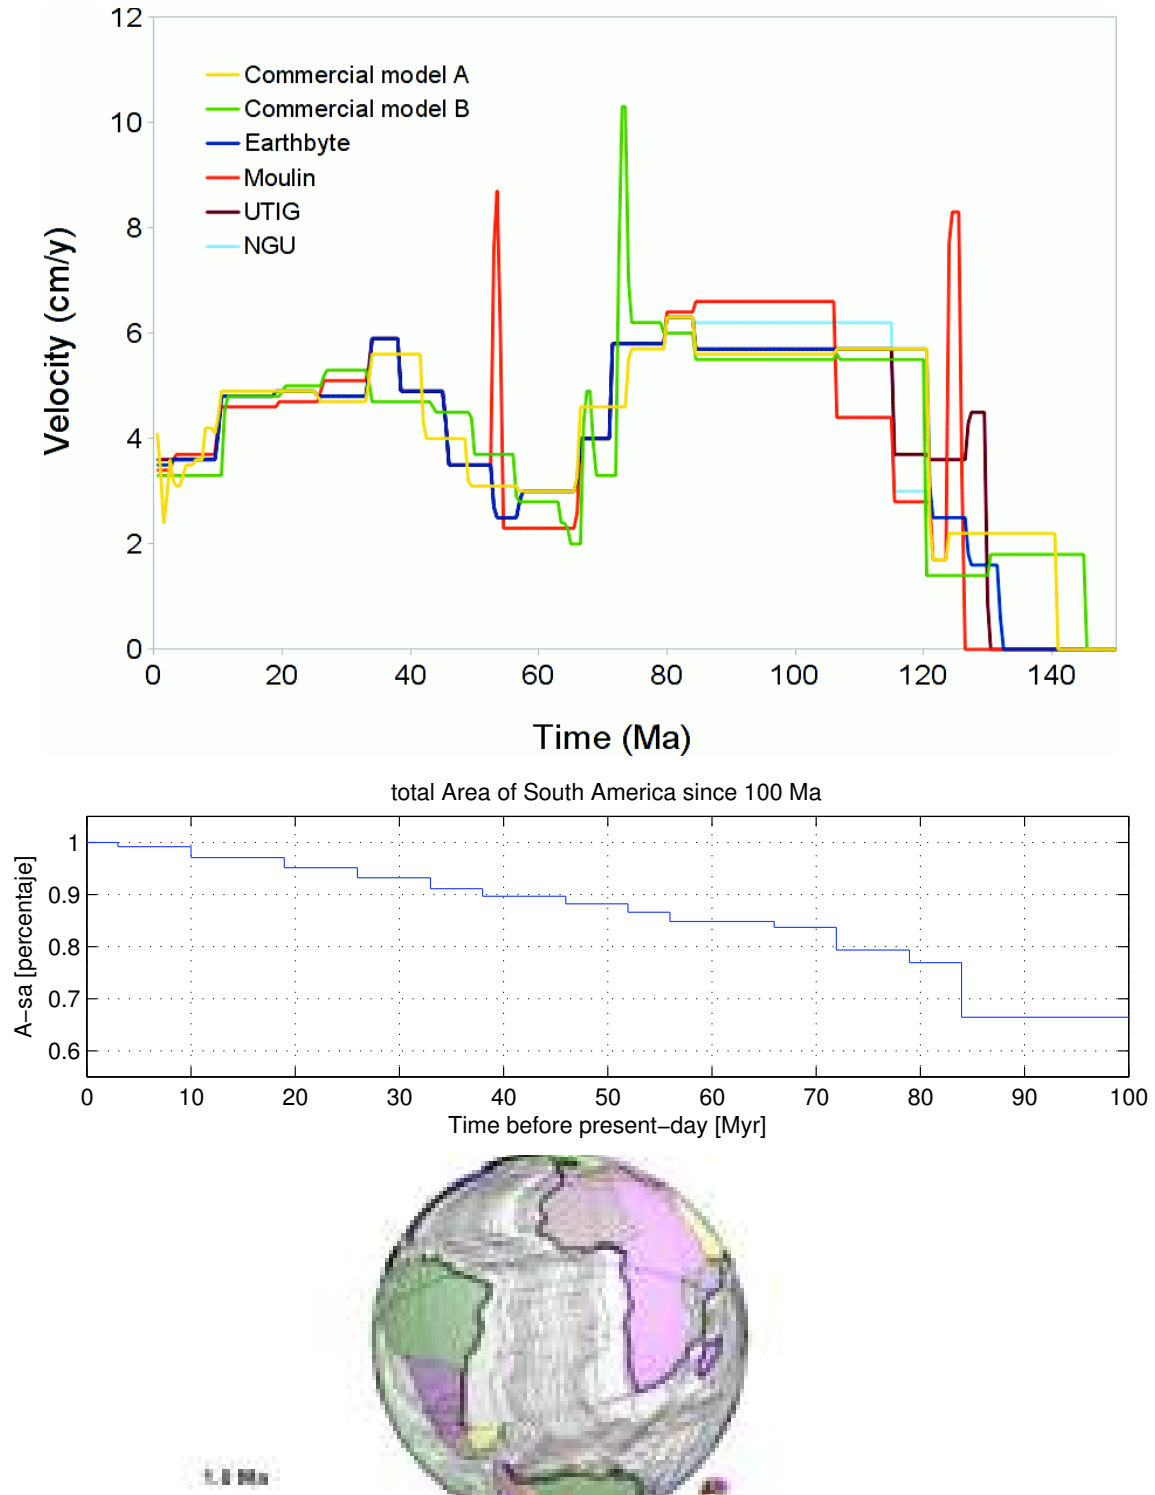 12
10
8
6
4
2
0
Velocity (cm/y)
Commercial model A
Commercial model B
Earthbyte
Moulin
UTIG
NGU
0 20 40 60 80 100 120 140
Time (Ma)
total Area of South America since 100 Ma
A-sa [percentaje]
1
0.9
0.8
0.7
0.6
0 10 20 30 40 50 60 70 80 90 100
Time before present-day [Myr]